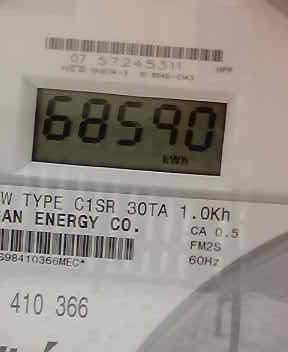 07 57245311
68590
kWh
W TYPE C1SR 30TA 1.0Kh
AN ENERGY CO.
CA 0.5
FM2S
S98410366MEC*
60Hz
410 366